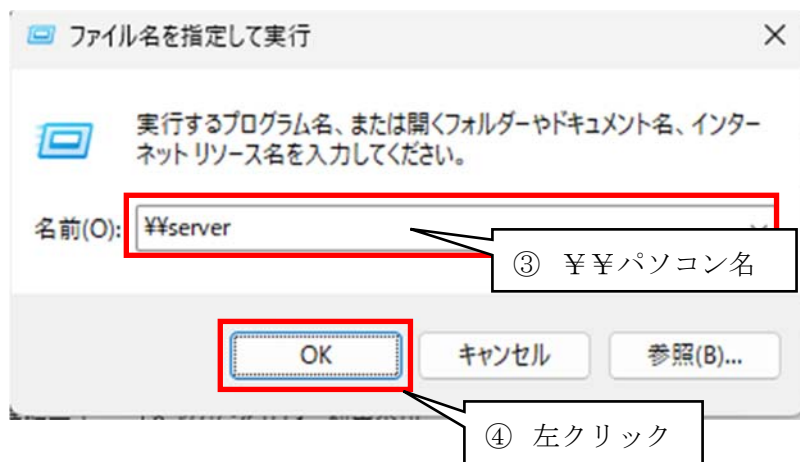 ファイル名を指定して実行
実行するプログラム名、または開くフォルダーやドキュメント名、インター
ネット リソース名を入力してください。
名前(O):
¥¥server
③ ￥￥パソコン名
OK
キャンセル
参照(B)...
④ 左クリック